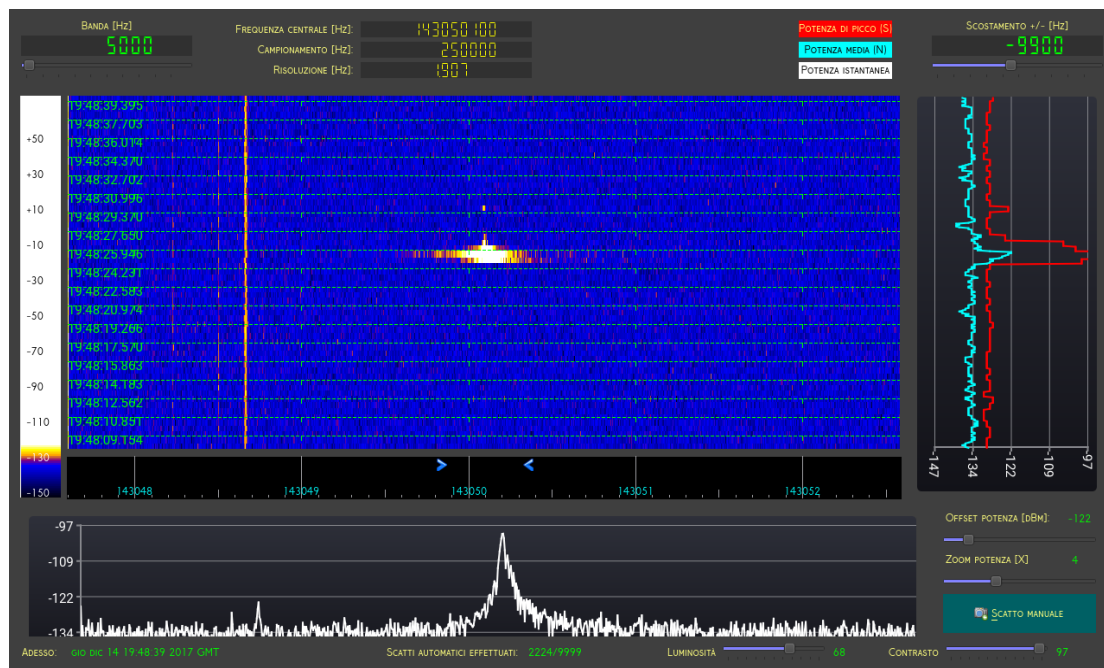 Banda [Hz]
5000
Frequenza centrale [Hz]: 143050100
Campionamento [Hz]: 250000
Risoluzione [Hz]: 1.907
Potenza di picco (S)
Potenza media (N)
Potenza istantanea
Scostamento +/- [Hz]
-9900
+50
+30
+10
-10
-30
-50
-70
-90
-110
-130
-150
19:48:39.395
19:48:37.703
19:48:36.014
19:48:34.370
19:48:32.702
19:48:30.996
19:48:29.370
19:48:27.650
19:48:25.946
19:48:24.231
19:48:22.583
19:48:20.974
19:48:19.266
19:48:17.570
19:48:15.863
19:48:14.183
19:48:12.562
19:48:10.891
19:48:09.194
143048 143049 143050 143051 143052
-147 -134 -122 -109 -97
-97
-109
-122
-134
Offset potenza [dBm]: -122
Zoom potenza [X] 4
Scatto manuale
Adesso: gio dic 14 19:48:39 2017 GMT
Scatti automatici effettuati: 2224/9999
Luminosità 68
Contrasto 97